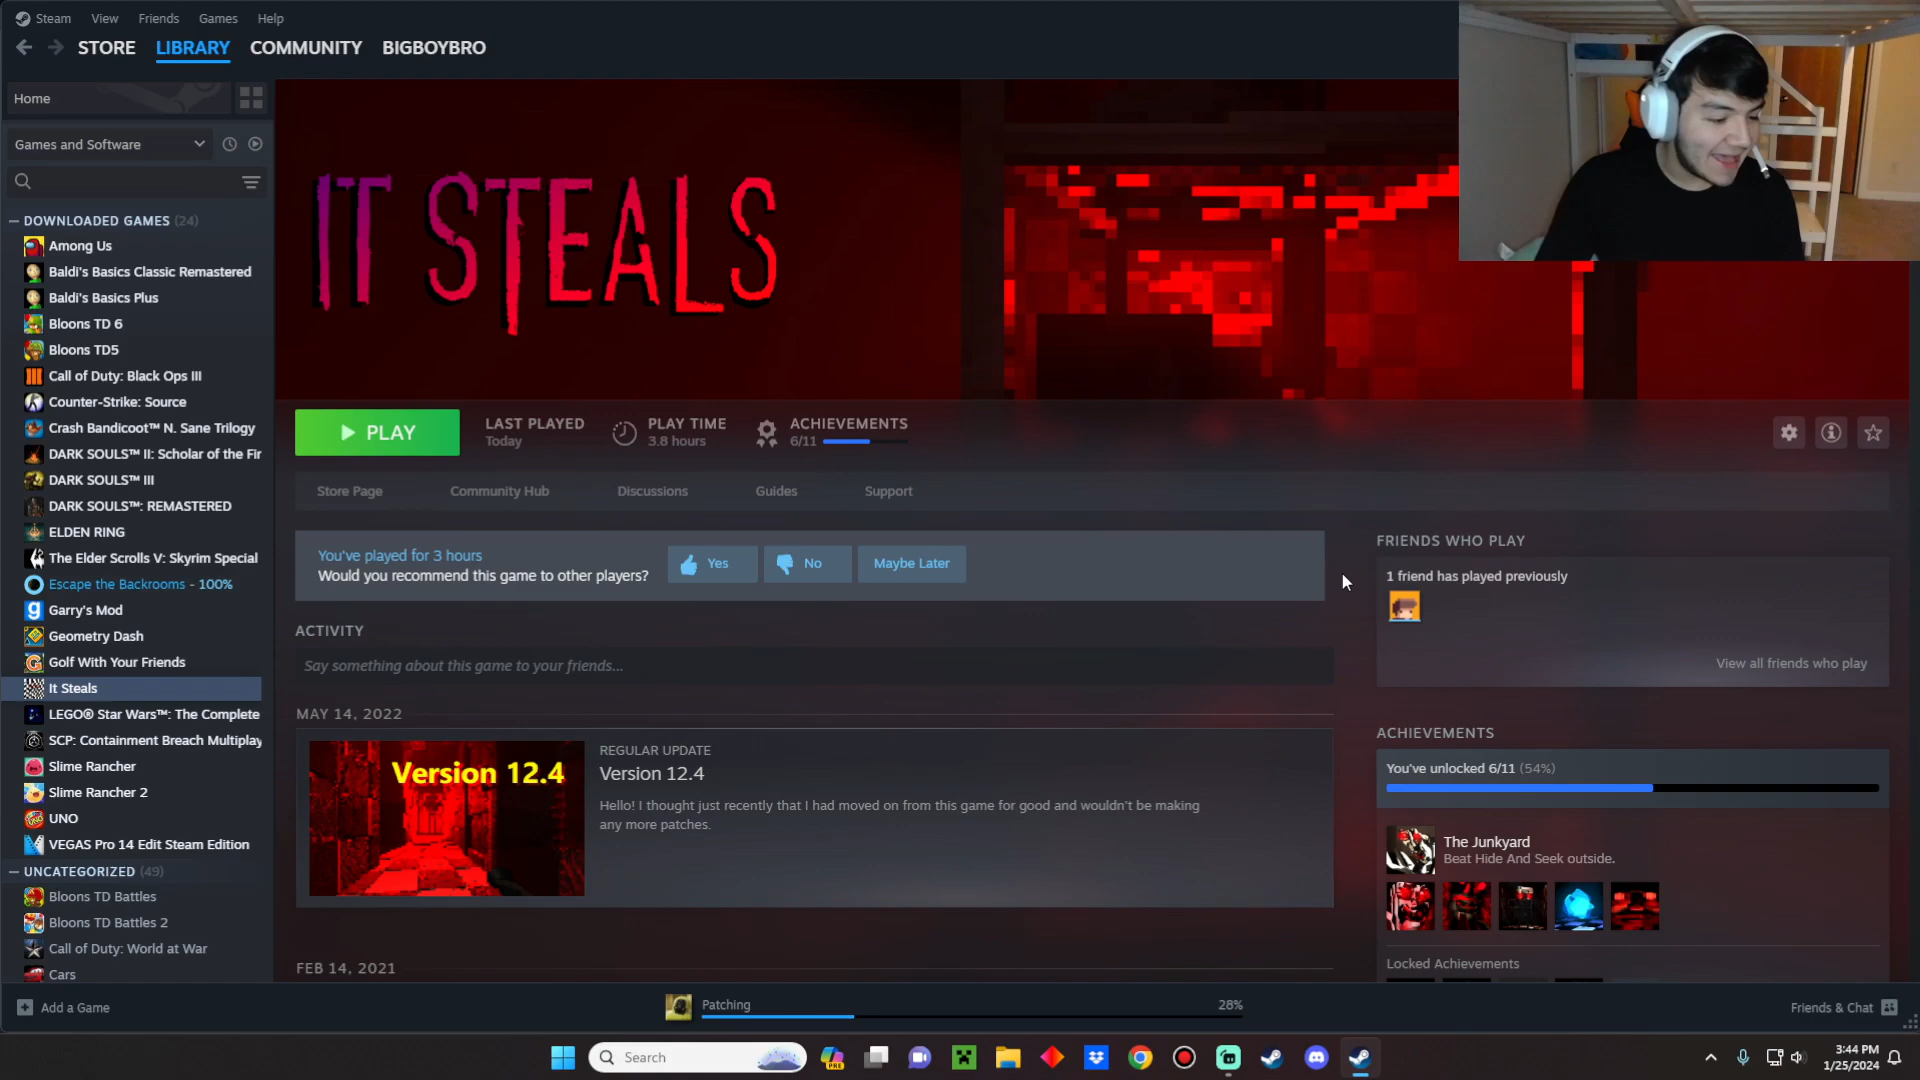 Steam View Friends Games Help
STORE LIBRARY COMMUNITY BIGBOYBRO
Home
Games and Software
DOWNLOADED GAMES (24)
Among Us
Baldi's Basics Classic Remastered
Baldi's Basics Plus
Bloons TD 6
Bloons TD5
Call of Duty: Black Ops III
Counter-Strike: Source
Crash Bandicoot™ N. Sane Trilogy
DARK SOULS™ II: Scholar of the Fir
DARK SOULS™ III
DARK SOULS™: REMASTERED
ELDEN RING
The Elder Scrolls V: Skyrim Special
Escape the Backrooms - 100%
Garry's Mod
Geometry Dash
Golf With Your Friends
It Steals
LEGO® Star Wars™: The Complete
SCP: Containment Breach Multiplay
Slime Rancher
Slime Rancher 2
UNO
VEGAS Pro 14 Edit Steam Edition
UNCATEGORIZED (49)
Bloons TD Battles
Bloons TD Battles 2
Call of Duty: World at War
Cars
Add a Game
IT STEALS
PLAY
LAST PLAYED
Today
PLAY TIME
3.8 hours
ACHIEVEMENTS
6/11
Store Page Community Hub Discussions Guides Support
You've played for 3 hours
Would you recommend this game to other players?
Yes No Maybe Later
ACTIVITY
Say something about this game to your friends...
MAY 14, 2022
Version 12.4
REGULAR UPDATE
Version 12.4
Hello! I thought just recently that I had moved on from this game for good and wouldn't be making
any more patches.
FEB 14, 2021
FRIENDS WHO PLAY
1 friend has played previously
View all friends who play
ACHIEVEMENTS
You've unlocked 6/11 (54%)
The Junkyard
Beat Hide And Seek outside.
Locked Achievements
Patching 28%
Friends & Chat
Search
PRE
3:44 PM
1/25/2024